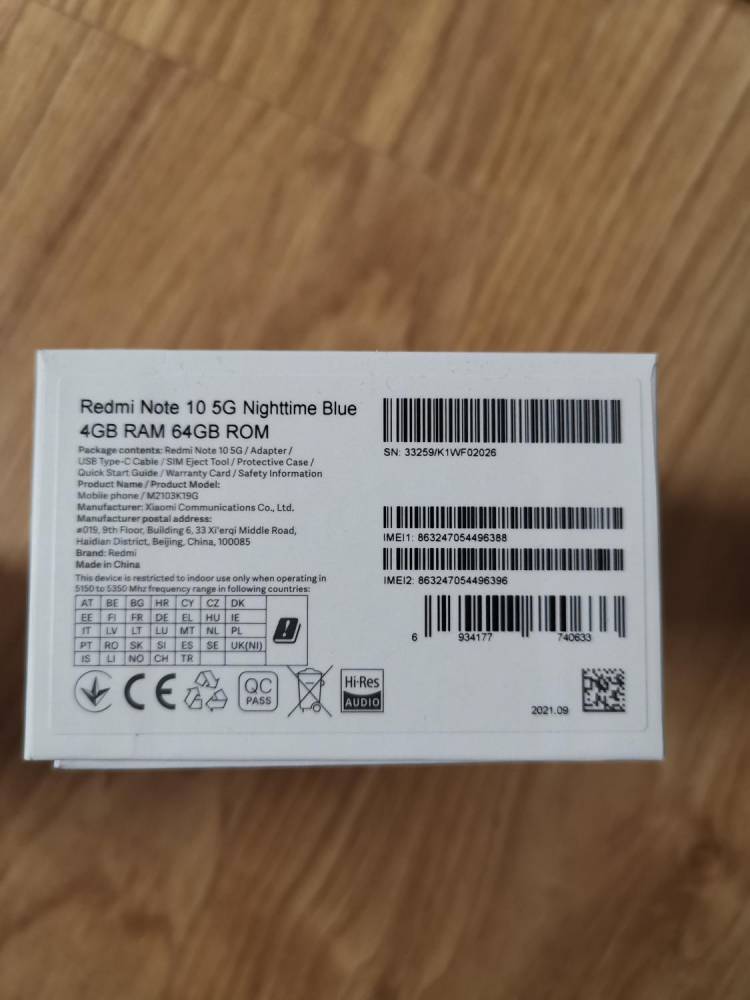 Redmi Note 10 5G Nighttime Blue
4GB RAM 64GB ROM
Package contents: Redmi Note 10 5G / Adapter /
USB Type-C Cable / SIM Eject Tool / Protective Case /
Quick Start Guide / Warranty Card / Safety Information
Product Name / Product Model:
Mobile phone / M2103K19G
Manufacturer: Xiaomi Communications Co., Ltd.
Manufacturer postal address:
#019, 9th Floor, Building 6, 33 Xi'erqi Middle Road,
Haidian District, Beijing, China, 100085
Brand: Redmi
Made in China
This device is restricted to indoor use only when operating in
5150 to 5350 Mhz frequency range in following countries:
AT BE BG HR CY CZ DK
EE FI FR DE EL HU IE
IT LV LT LU MT NL PL
PT RO SK SI ES SE UK(NI)
IS LI NO CH TR
CE
QC
PASS
Hi-Res
AUDIO
SN: 33259/K1WF02026
IMEI1: 863247054496388
IMEI2: 863247054496396
6 934177 740633
2021.09